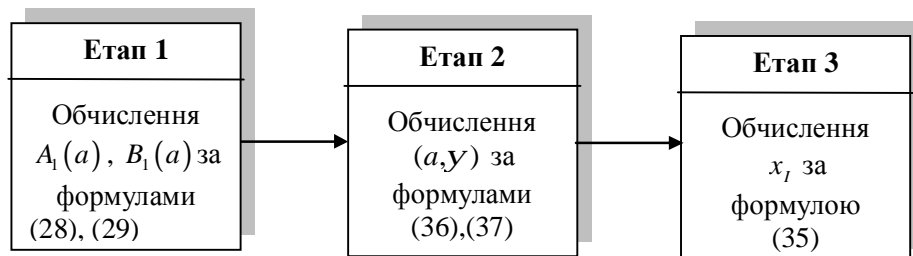 Етап 1
Обчислення
A₁(a), B₁(a) за
формулами
(28), (29)
Етап 2
Обчислення
(a,y) за
формулами
(36),(37)
Етап 3
Обчислення
x_I за
формулою
(35)